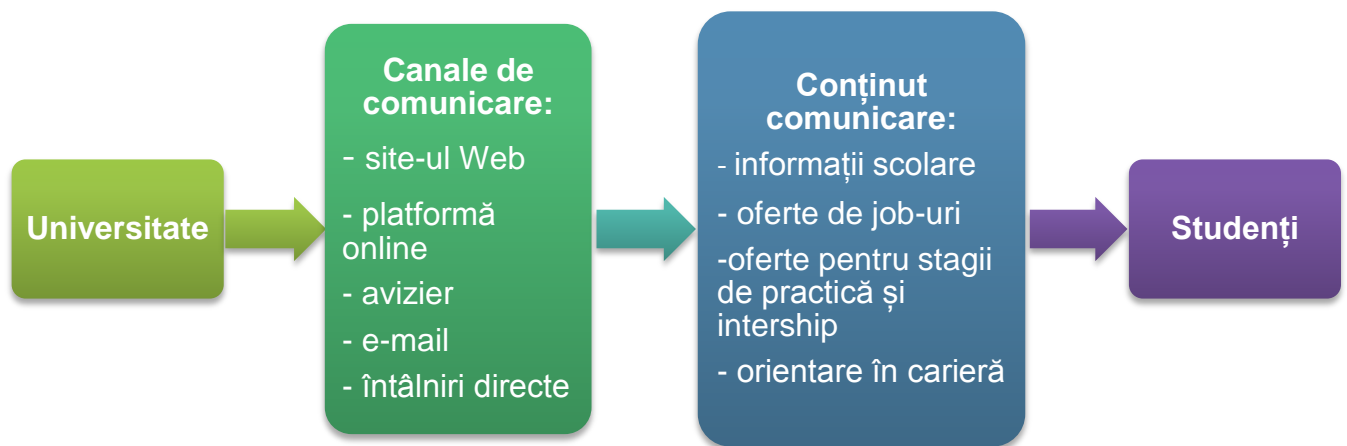 Universitate
Canale de
comunicare:
- site-ul Web
- platformă
online
- avizier
- e-mail
- întâlniri directe
Conținut
comunicare:
- informații scolare
- oferte de job-uri
-oferte pentru stagii
de practică și
intership
- orientare în carieră
Studenți